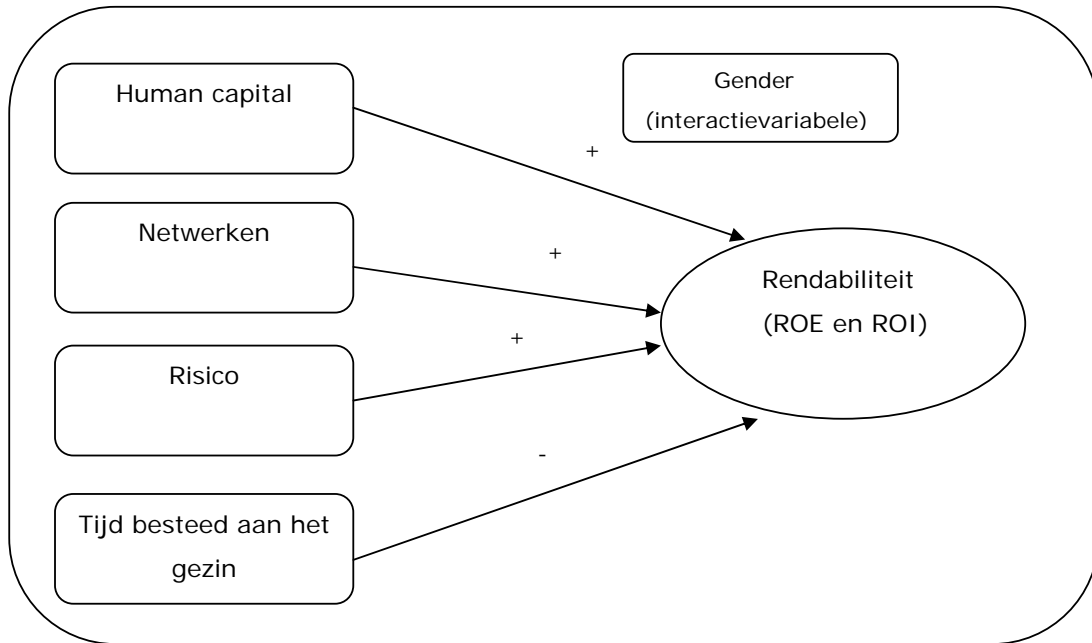 Human capital
Gender
(interactievariabele)
+
Netwerken
+
Rendabiliteit
(ROE en ROI)
+
Risico
-
Tijd besteed aan het
gezin